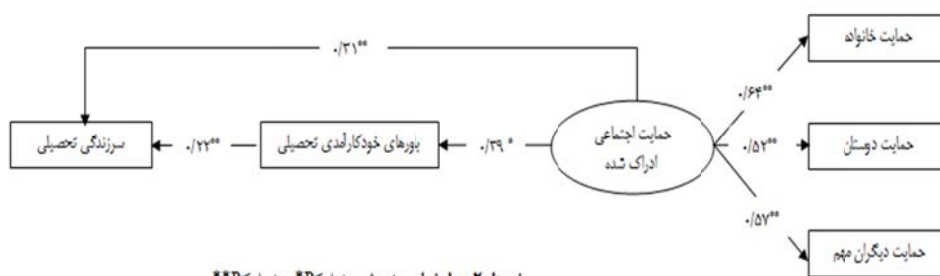 ۰/۳۱**
حمایت خانواده
۰/۶۴**
حمایت اجتماعی
ادراک شده
حمایت دوستان
۰/۵۲**
۰/۳۹ *
باورهای خودکارآمدی تحصیلی
۰/۲۲**
سرزندگی تحصیلی
۰/۵۷**
حمایت دیگران مهم